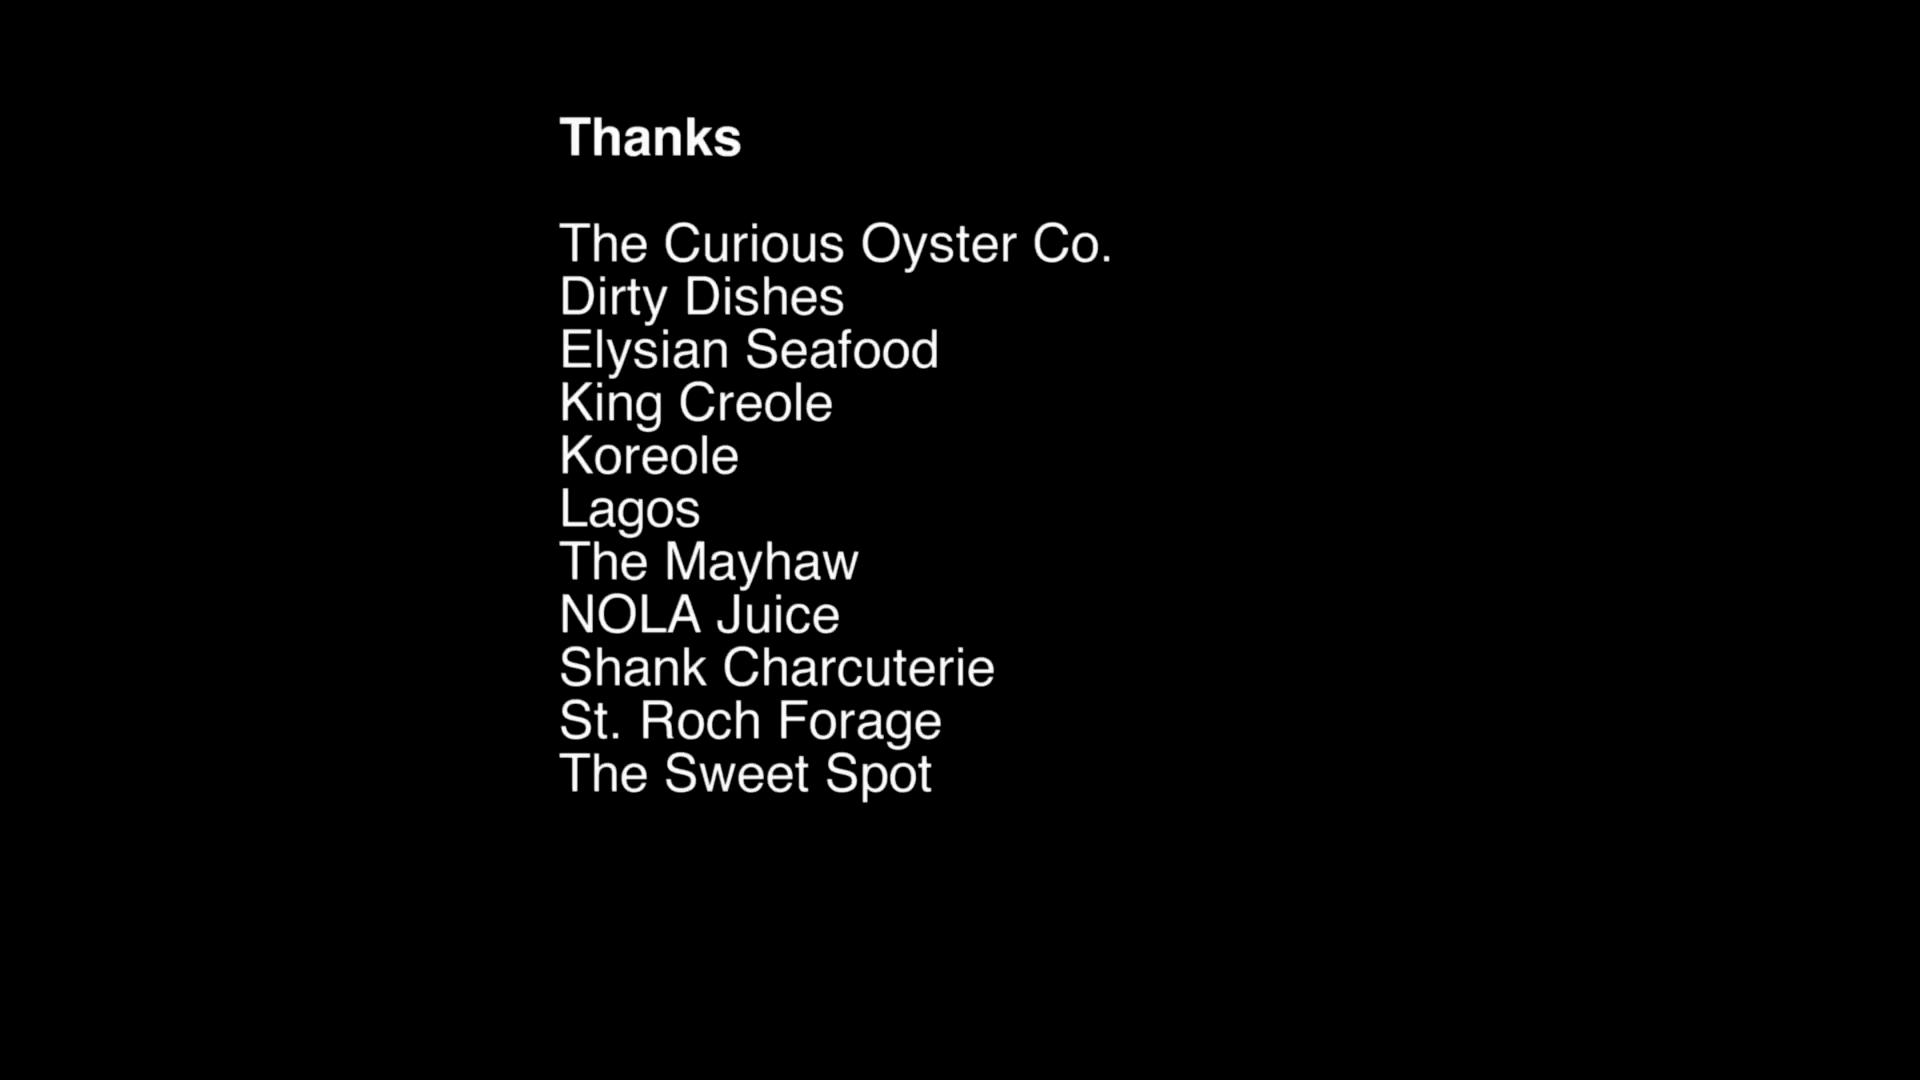 Thanks
The Curious Oyster Co.
Dirty Dishes
Elysian Seafood
King Creole
Koreole
Lagos
The Mayhaw
NOLA Juice
Shank Charcuterie
St. Roch Forage
The Sweet Spot